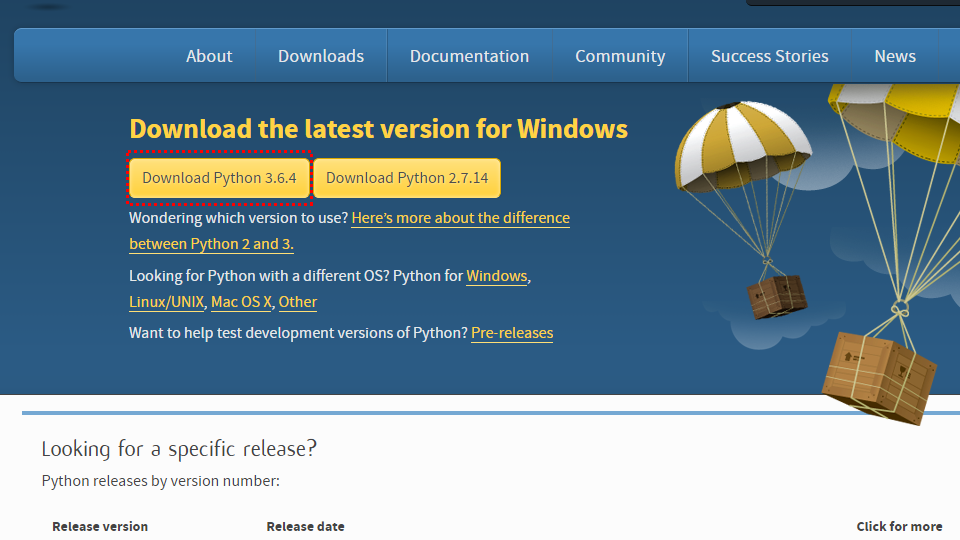 About Downloads Documentation Community Success Stories News
Download the latest version for Windows
Download Python 3.6.4 Download Python 2.7.14
Wondering which version to use? Here's more about the difference
between Python 2 and 3.
Looking for Python with a different OS? Python for Windows,
Linux/UNIX, Mac OS X, Other
Want to help test development versions of Python? Pre-releases
Looking for a specific release?
Python releases by version number:
Release version Release date Click for more